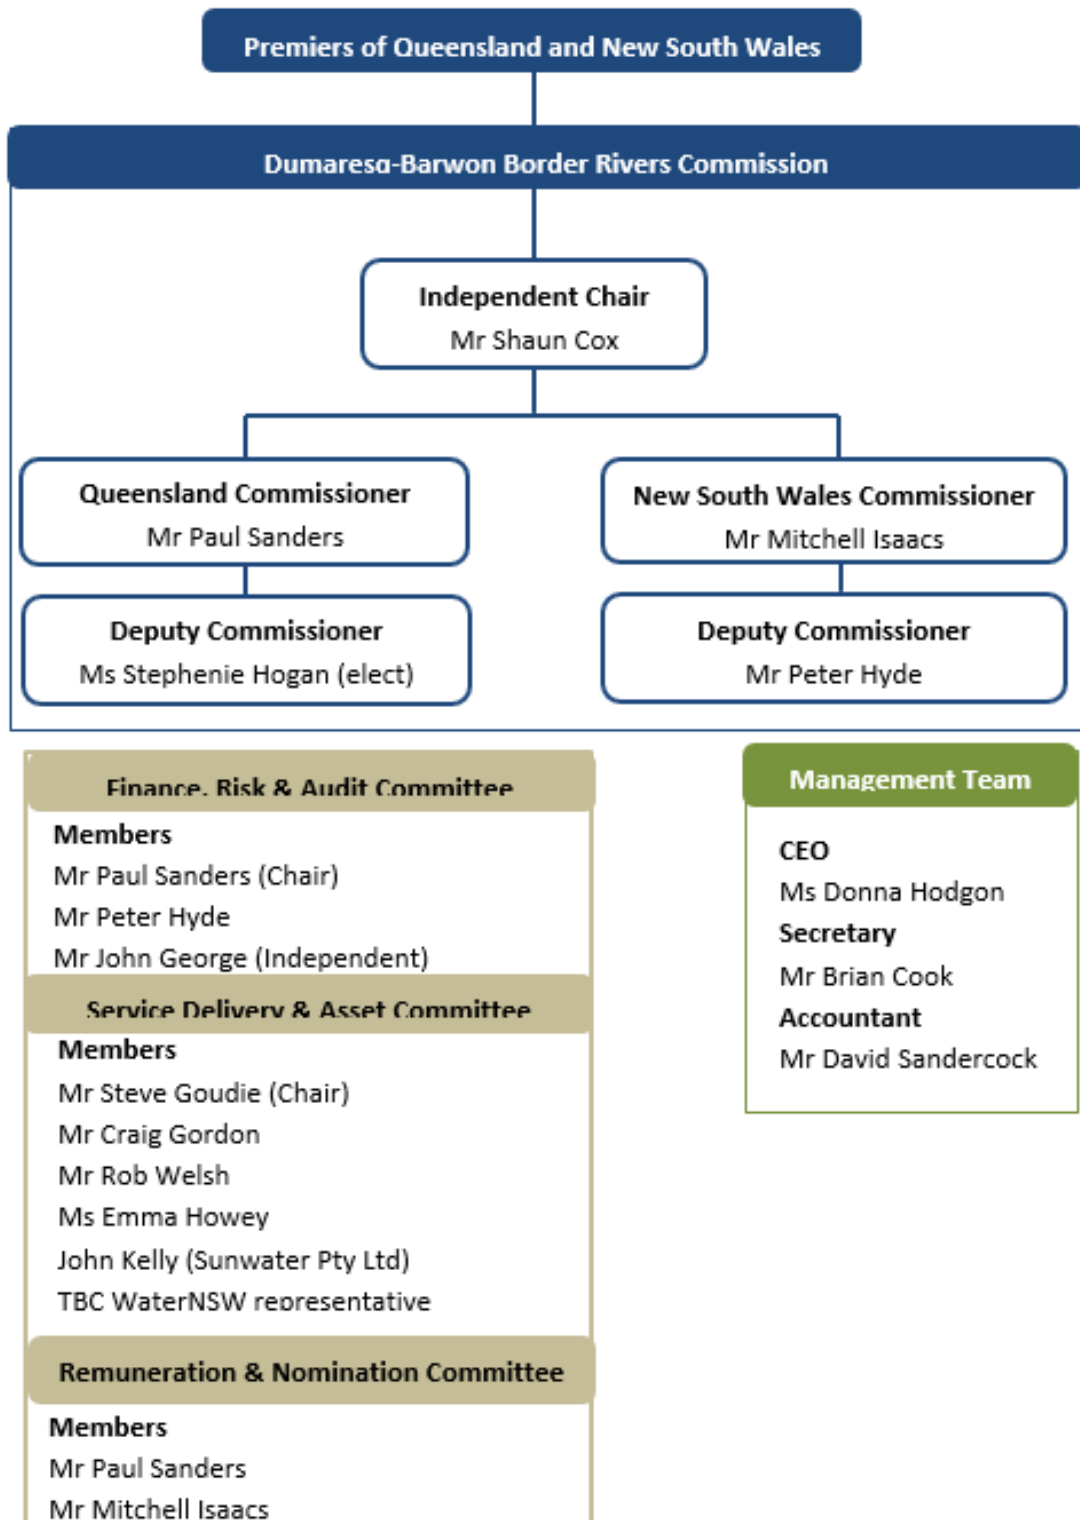 Premiers of Queensland and New South Wales
Dumaresq-Barwon Border Rivers Commission
Independent Chair
Mr Shaun Cox
Queensland Commissioner
Mr Paul Sanders
New South Wales Commissioner
Mr Mitchell Isaacs
Deputy Commissioner
Ms Stephenie Hogan (elect)
Deputy Commissioner
Mr Peter Hyde
Finance, Risk & Audit Committee
Members
Mr Paul Sanders (Chair)
Mr Peter Hyde
Mr John George (Independent)
Service Delivery & Asset Committee
Members
Mr Steve Goudie (Chair)
Mr Craig Gordon
Mr Rob Welsh
Ms Emma Howey
John Kelly (Sunwater Pty Ltd)
TBC WaterNSW representative
Remuneration & Nomination Committee
Members
Mr Paul Sanders
Mr Mitchell Isaacs
Management Team
CEO
Ms Donna Hodgon
Secretary
Mr Brian Cook
Accountant
Mr David Sandercock